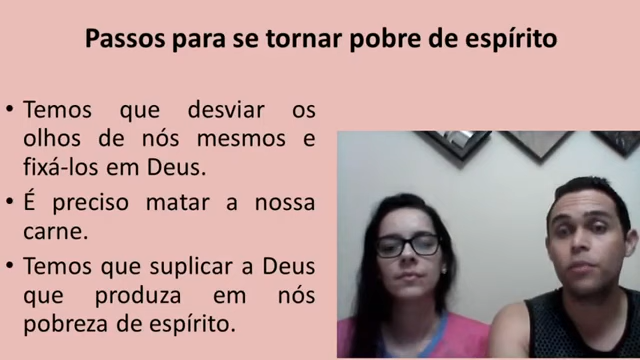 Passos para se tornar pobre de espírito
• Temos que desviar os
olhos de nós mesmos e
fixá-los em Deus.
• É preciso matar a nossa
carne.
• Temos que suplicar a Deus
que produza em nós
pobreza de espírito.